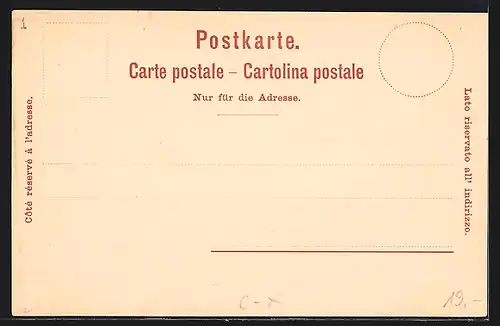 1
Postkarte.
Carte postale – Cartolina postale
Nur für die Adresse.
Côté réservé à l'adresse.
Lato riservato all' indirizzo.
19.-